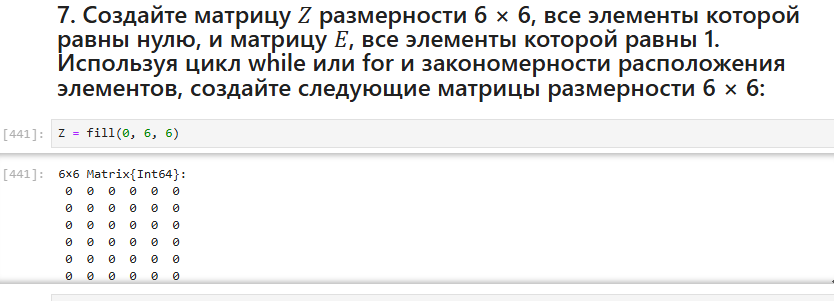 7. Создайте матрицу Z размерности 6 × 6, все элементы которой
равны нулю, и матрицу E, все элементы которой равны 1.
Используя цикл while или for и закономерности расположения
элементов, создайте следующие матрицы размерности 6 × 6:
[441]: Z = fill(0, 6, 6)
[441]: 6×6 Matrix{Int64}:
0 0 0 0 0 0
0 0 0 0 0 0
0 0 0 0 0 0
0 0 0 0 0 0
0 0 0 0 0 0
0 0 0 0 0 0